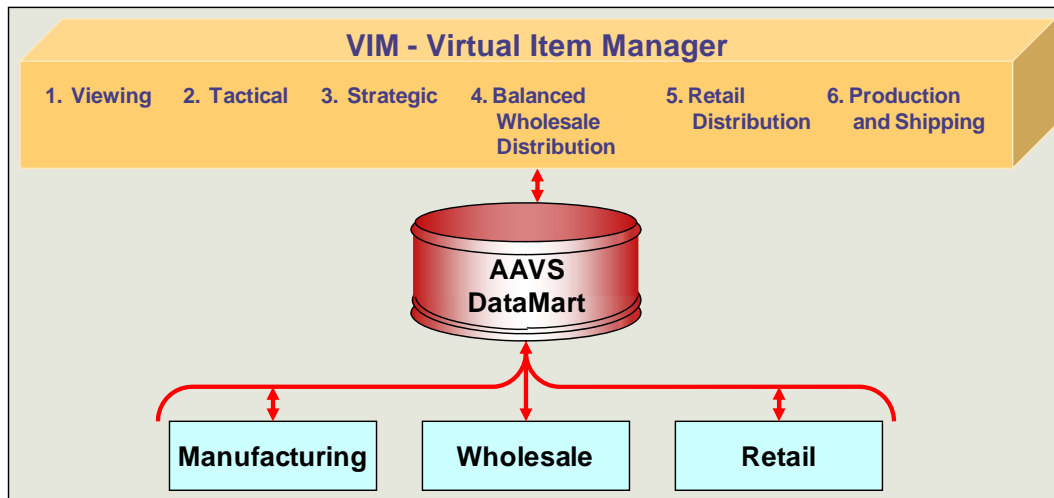 VIM - Virtual Item Manager
1. Viewing
2. Tactical
3. Strategic
4. Balanced
Wholesale
Distribution
5. Retail
Distribution
6. Production
and Shipping
AAVS
DataMart
Manufacturing
Wholesale
Retail